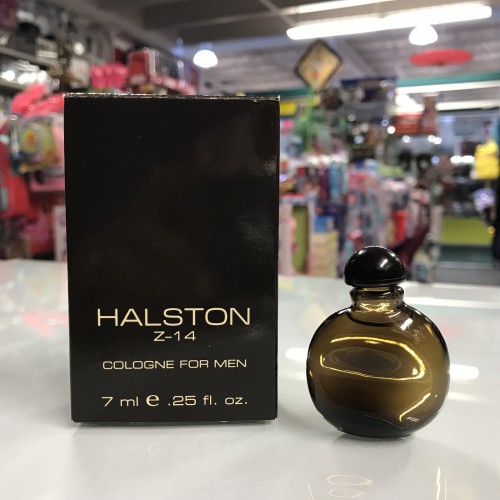 HALSTON
Z-14
COLOGNE FOR MEN
7 ml e .25 fl. oz.